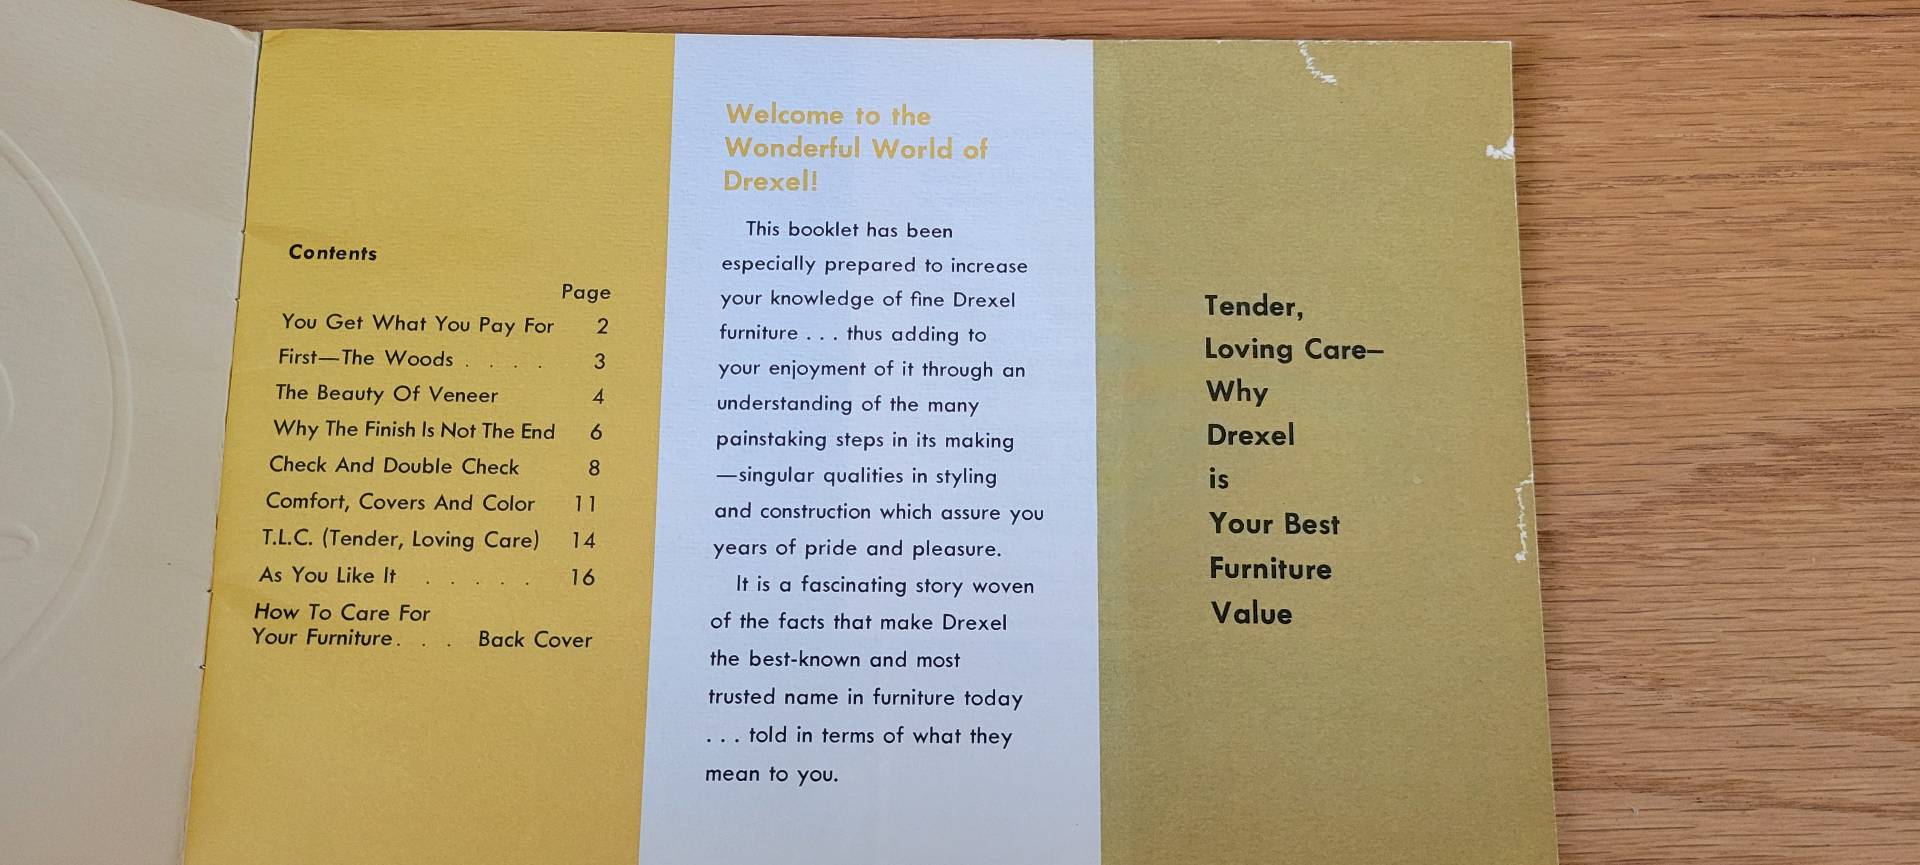 Contents
Page
You Get What You Pay For 2
First—The Woods . . . . 3
The Beauty Of Veneer 4
Why The Finish Is Not The End 6
Check And Double Check 8
Comfort, Covers And Color 11
T.L.C. (Tender, Loving Care) 14
As You Like It . . . . . 16
How To Care For
Your Furniture . . . Back Cover
Welcome to the
Wonderful World of
Drexel!
This booklet has been
especially prepared to increase
your knowledge of fine Drexel
furniture . . . thus adding to
your enjoyment of it through an
understanding of the many
painstaking steps in its making
—singular qualities in styling
and construction which assure you
years of pride and pleasure.
It is a fascinating story woven
of the facts that make Drexel
the best-known and most
trusted name in furniture today
. . . told in terms of what they
mean to you.
Tender,
Loving Care—
Why
Drexel
is
Your Best
Furniture
Value